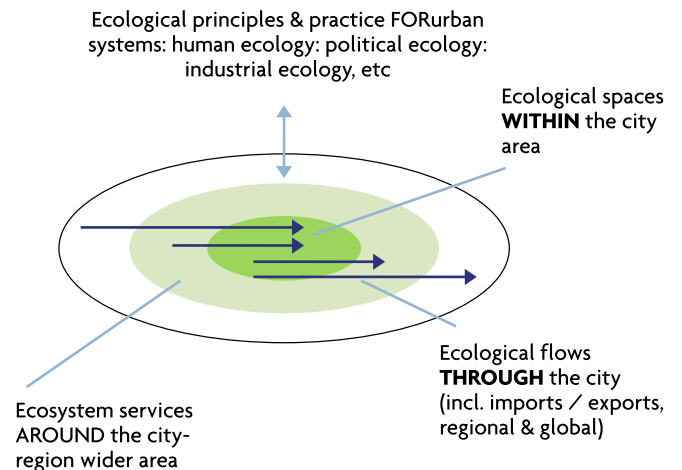 Ecological principles & practice FORurban
systems: human ecology: political ecology:
industrial ecology, etc
Ecological spaces
WITHIN the city
area
Ecological flows
THROUGH the city
(incl. imports / exports,
regional & global)
Ecosystem services
AROUND the city-
region wider area